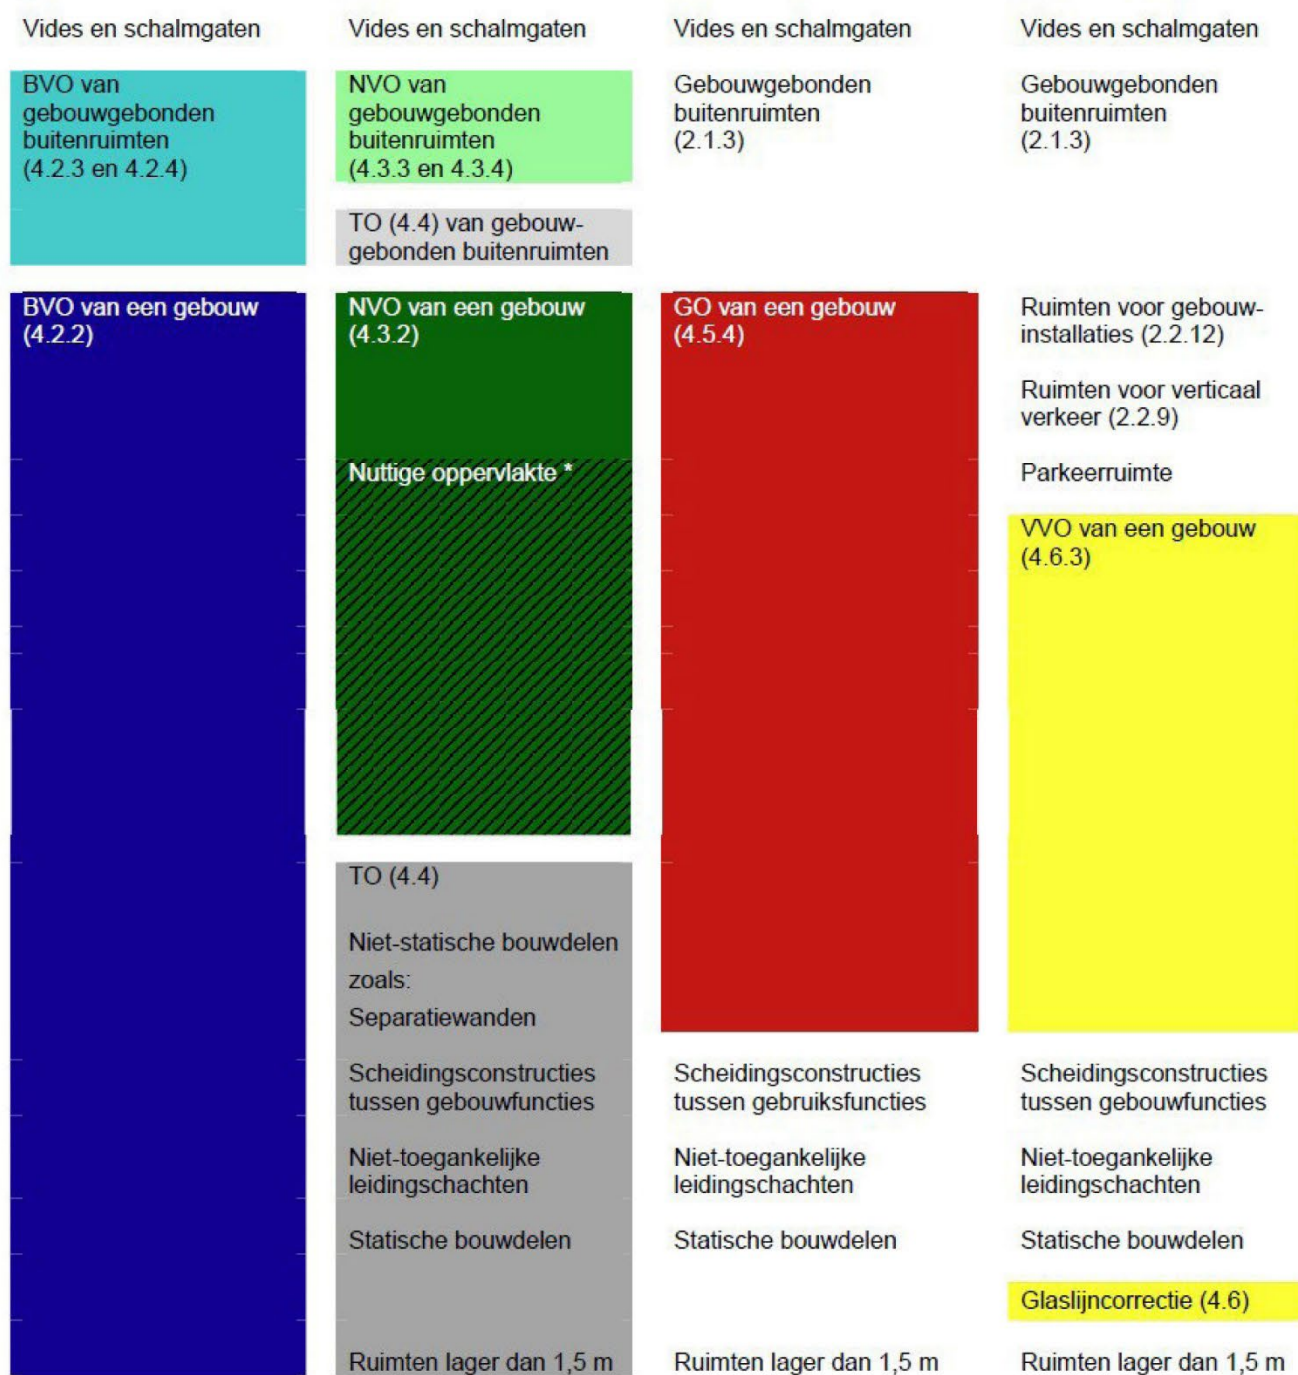 Vides en schalmgaten
Vides en schalmgaten
Vides en schalmgaten
Vides en schalmgaten
BVO van
gebouwgebonden
buitenruimten
(4.2.3 en 4.2.4)
NVO van
gebouwgebonden
buitenruimten
(4.3.3 en 4.3.4)
Gebouwgebonden
buitenruimten
(2.1.3)
Gebouwgebonden
buitenruimten
(2.1.3)
TO (4.4) van gebouw-
gebonden buitenruimten
BVO van een gebouw
(4.2.2)
NVO van een gebouw
(4.3.2)
GO van een gebouw
(4.5.4)
Ruimten voor gebouw-
installaties (2.2.12)
Ruimten voor verticaal
verkeer (2.2.9)
Nuttige oppervlakte *
Parkeerruimte
VVO van een gebouw
(4.6.3)
TO (4.4)
Niet-statische bouwdelen
zoals:
Separatiewanden
Scheidingsconstructies
tussen gebouwfuncties
Scheidingsconstructies
tussen gebruiksfuncties
Scheidingsconstructies
tussen gebouwfuncties
Niet-toegankelijke
leidingschachten
Niet-toegankelijke
leidingschachten
Niet-toegankelijke
leidingschachten
Statische bouwdelen
Statische bouwdelen
Statische bouwdelen
Glaslijncorrectie (4.6)
Ruimten lager dan 1,5 m
Ruimten lager dan 1,5 m
Ruimten lager dan 1,5 m